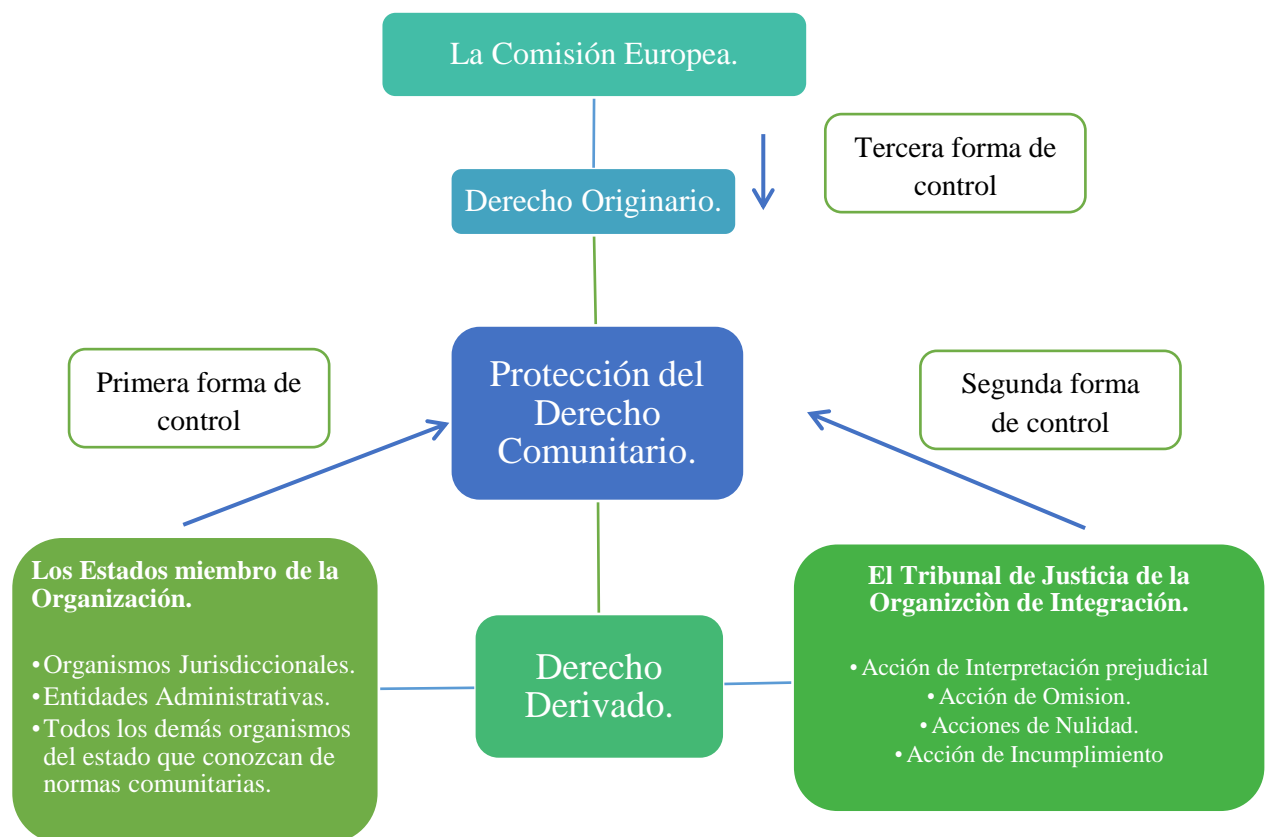 La Comisión Europea.
Tercera forma de
control
Derecho Originario.
Primera forma de
control
Protección del
Derecho
Comunitario.
Segunda forma
de control
Los Estados miembro de la
Organización.
•Organismos Jurisdiccionales.
•Entidades Administrativas.
•Todos los demás organismos
del estado que conozcan de
normas comunitarias.
Derecho
Derivado.
El Tribunal de Justicia de la
Organizciòn de Integración.
•Acción de Interpretación prejudicial
•Acción de Omision.
•Acciones de Nulidad.
•Acción de Incumplimiento